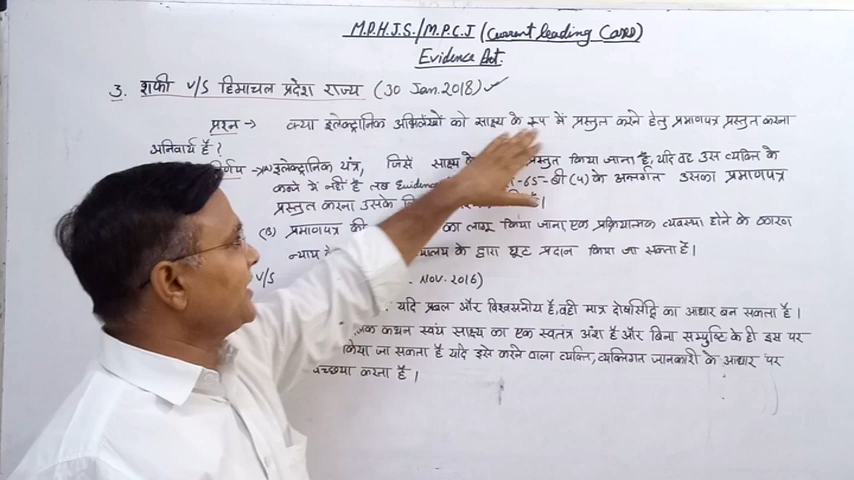 M.P.H.J.S./M.P.C.J (Current leading Cases)
Evidence Act.
3. शफी V/S हिमाचल प्रदेश राज्य (30 Jan. 2018)
प्रश्न → क्या इलेक्ट्रानिक अभिलेखों को साक्ष्य के रूप में प्रस्तुत करने हेतु प्रमाणपत्र प्रस्तुत करना
अनिवार्य है?
निर्णय → इलेक्ट्रानिक यंत्र, जिसे साक्ष्य प्रस्तुत किया जाना है, यदि वह उस व्यक्ति के
कब्जे में नहीं है तब Evidence -65-बी(4) के अन्तर्गत उसका प्रमाणपत्र
प्रस्तुत करना उसके
(B) प्रमाणपत्र की का लागू किया जाना एक प्रक्रियात्मक व्यवस्था होने के कारण
न्याय के द्वारा छूट प्रदान किया जा सकता है।
V/S NOV. 2016)
यदि प्रबल और विश्वसनीय है, वही मात्र दोषसिद्धि का आधार बन सकता है।
कथन स्वयं साक्ष्य का एक स्वतंत्र अंश है और बिना सम्पुष्टि के ही इस पर
किया जा सकता है यदि इसे करने वाला व्यक्ति, व्यक्तिगत जानकारी के आधार पर
करता है।